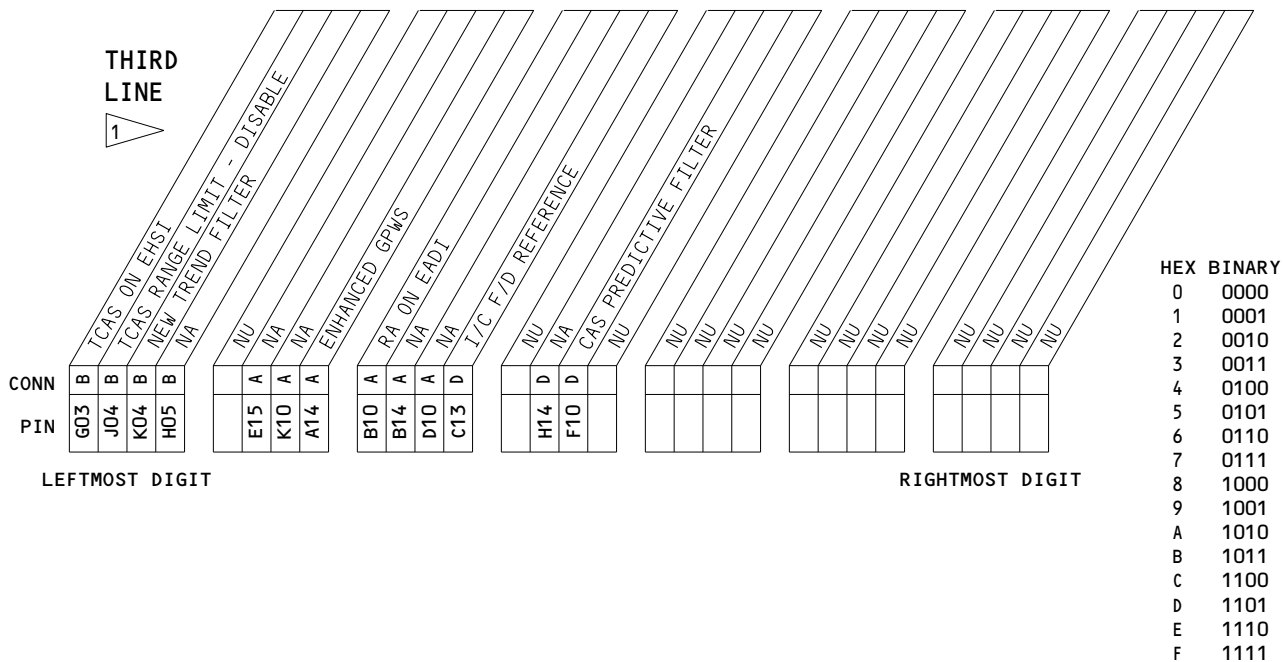 THIRD
LINE
1
TCAS ON EHSI
TCAS RANGE LIMIT - DISABLE
NEW TREND FILTER
NA
NU
NA
NA
ENHANCED GPWS
RA ON EADI
NA
NA
I/C F/D REFERENCE
NU
NA
CAS PREDICTIVE FILTER
NU
NU
NU
NU
NU
NU
NU
NU
NU
NU
NU
NU
NU
CONN B B B B A A A A A A D D D
PIN G03 J04 K04 H05 E15 K10 A14 B10 B14 D10 C13 H14 F10
LEFTMOST DIGIT
RIGHTMOST DIGIT
HEX BINARY
0 0000
1 0001
2 0010
3 0011
4 0100
5 0101
6 0110
7 0111
8 1000
9 1001
A 1010
B 1011
C 1100
D 1101
E 1110
F 1111